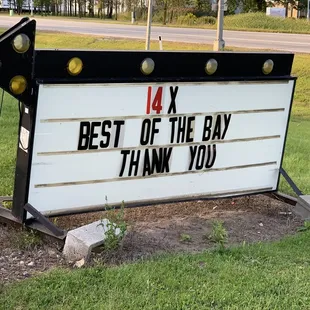 14 X
BEST OF THE BAY
THANK YOU